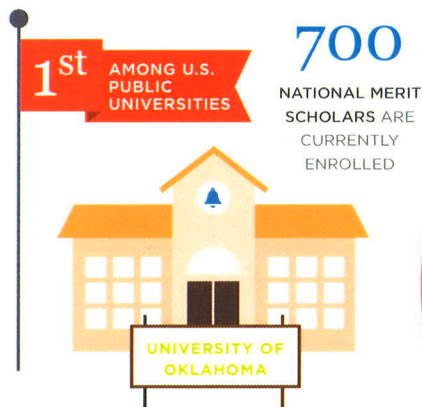 1st AMONG U.S.
PUBLIC
UNIVERSITIES
700
NATIONAL MERIT
SCHOLARS ARE
CURRENTLY
ENROLLED
UNIVERSITY OF
OKLAHOMA